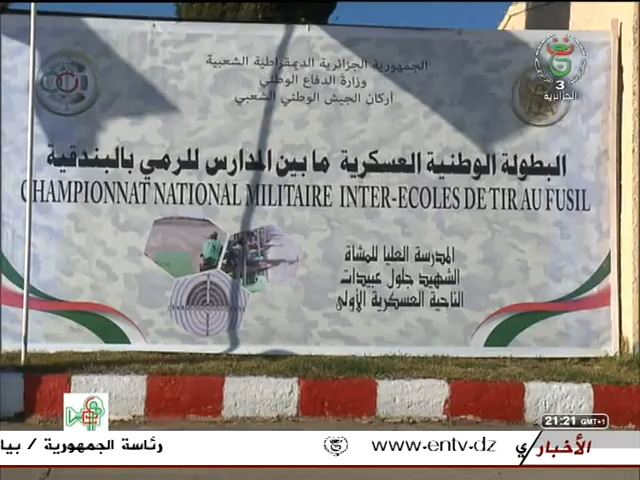 الجمهورية الجزائرية الديمقراطية الشعبية
وزارة الدفاع الوطني
أركان الجيش الوطني الشعبي
3
الجزائرية
البطولة الوطنية العسكرية ما بين المدارس للرمي بالبندقية
CHAMPIONNAT NATIONAL MILITAIRE INTER-ECOLES DE TIR AU FUSIL
المدرسة العليا للمشاة
الشهيد جلول عبيدات
الناحية العسكرية الأولى
21:21 GMT+1
الأخبار
ي www-entv-dz رئاسة الجمهورية / بيا